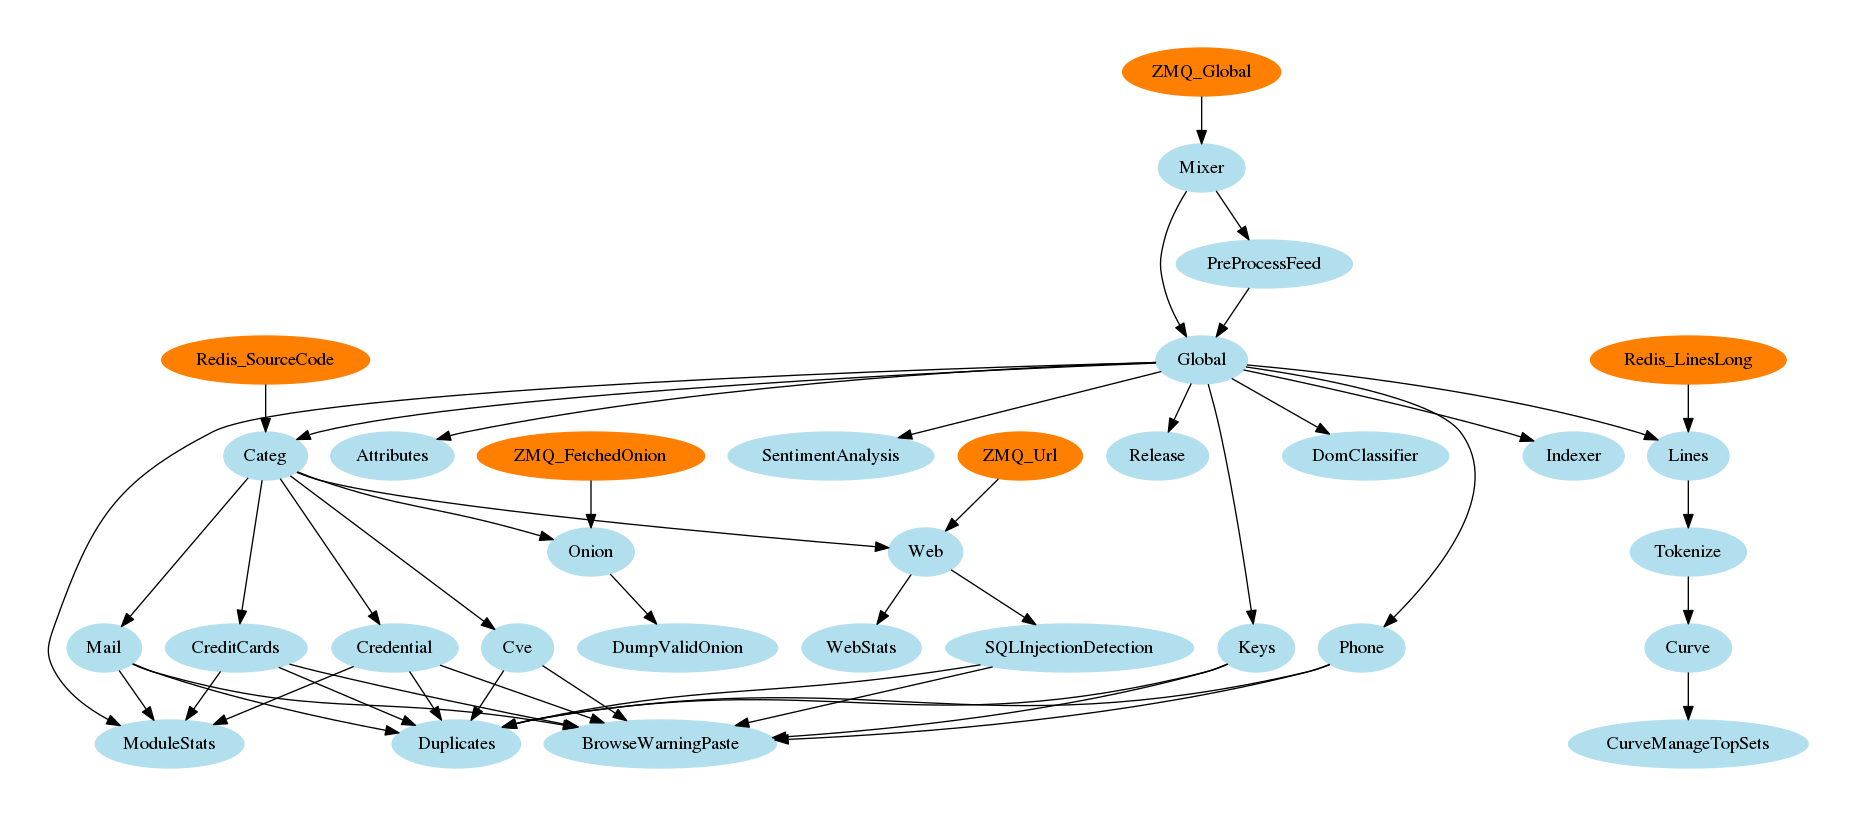 ZMQ_Global
Mixer
PreProcessFeed
Redis_SourceCode
Global
Redis_LinesLong
Categ
Attributes
ZMQ_FetchedOnion
SentimentAnalysis
ZMQ_Url
Release
DomClassifier
Indexer
Lines
Onion
Web
Tokenize
Mail
CreditCards
Credential
Cve
DumpValidOnion
WebStats
SQLInjectionDetection
Keys
Phone
Curve
ModuleStats
Duplicates
BrowseWarningPaste
CurveManageTopSets